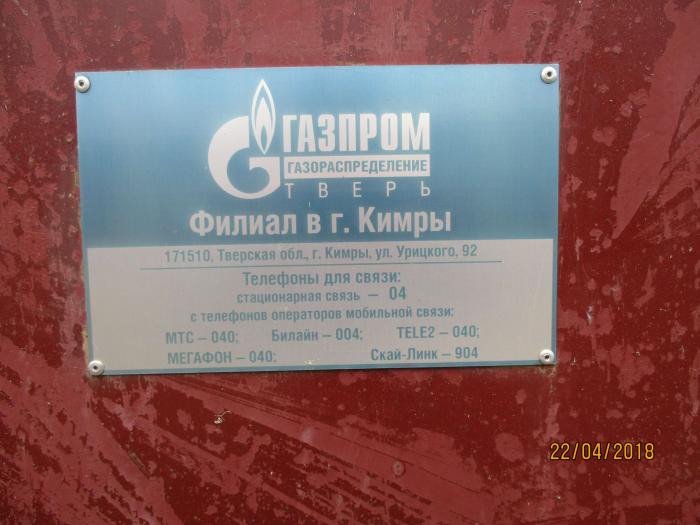 ГАЗПРОМ
ГАЗОРАСПРЕДЕЛЕНИЕ
ТВЕРЬ
Филиал в г. Кимры
171510, Тверская обл., г. Кимры, ул. Урицкого, 92
Телефоны для связи:
стационарная связь – 04
с телефонов операторов мобильной связи:
МТС – 040; Билайн – 004; TELE2 – 040;
МЕГАФОН – 040; Скай-Линк – 904
22/04/2018